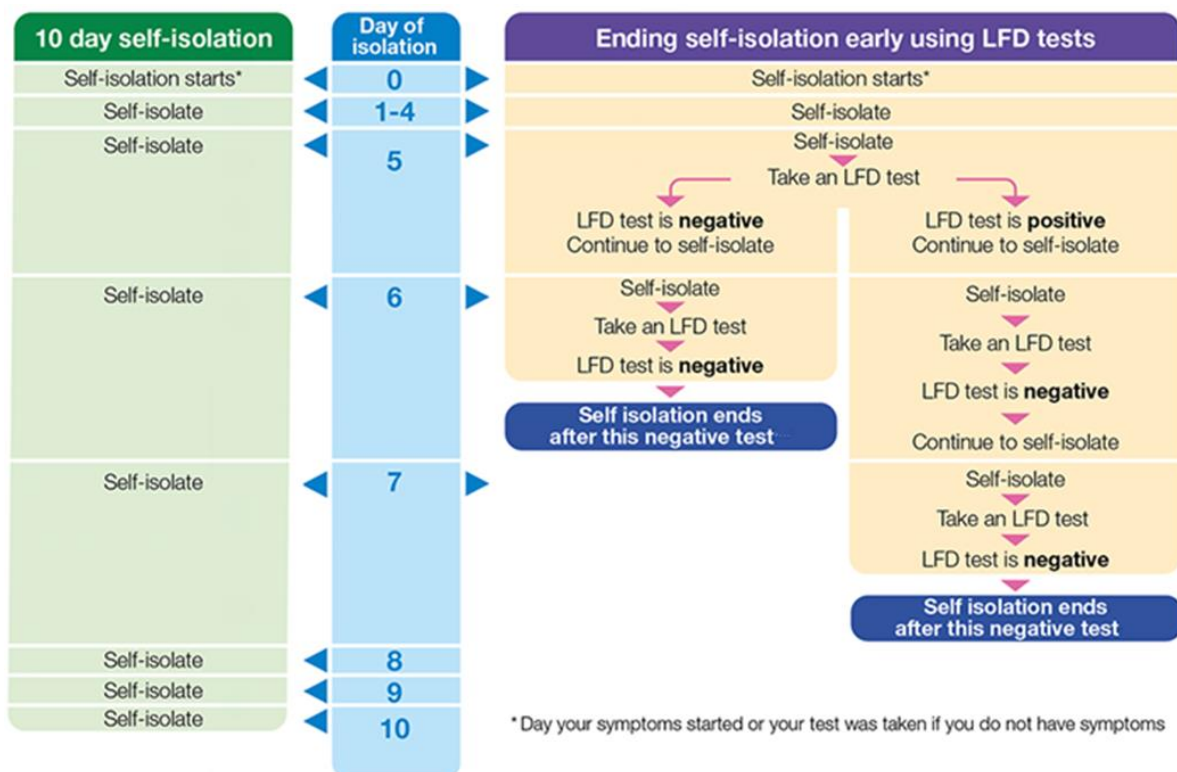 10 day self-isolation
Day of
isolation
Ending self-isolation early using LFD tests
Self-isolation starts*
0
Self-isolation starts*
Self-isolate
1-4
Self-isolate
Self-isolate
5
Self-isolate
Take an LFD test
LFD test is negative
Continue to self-isolate
LFD test is positive
Continue to self-isolate
Self-isolate
6
Self-isolate
Take an LFD test
LFD test is negative
Self isolation ends
after this negative test
Self-isolate
Take an LFD test
LFD test is negative
Continue to self-isolate
Self-isolate
7
Self-isolate
Take an LFD test
LFD test is negative
Self isolation ends
after this negative test
Self-isolate
8
Self-isolate
9
Self-isolate
10
* Day your symptoms started or your test was taken if you do not have symptoms